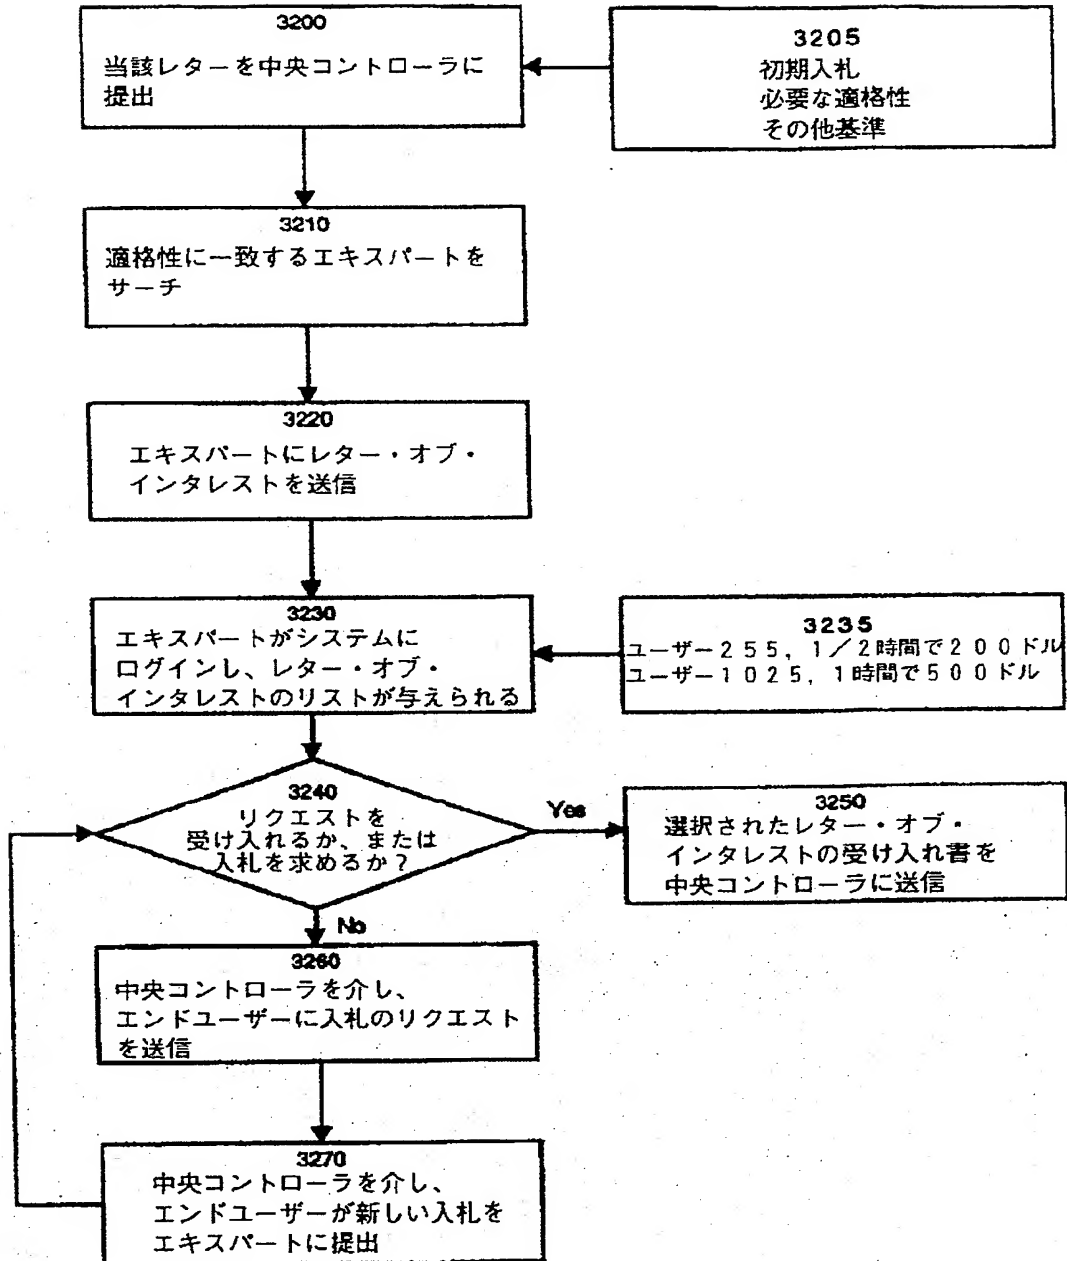 3200
当該レターを中央コントローラに
提出
3205
初期入札
必要な適格性
その他基準
3210
適格性に一致するエキスパートを
サーチ
3220
エキスパートにレター・オブ・
インタレストを送信
3230
エキスパートがシステムに
ログインし、レター・オブ・
インタレストのリストが与えられる
3235
ユーザー255，1／2時間で200ドル
ユーザー1025，1時間で500ドル
3240
リクエストを
受け入れるか、または
入札を求めるか？
Yes
3250
選択されたレター・オブ・
インタレストの受け入れ書を
中央コントローラに送信
No
3260
中央コントローラを介し、
エンドユーザーに入札のリクエスト
を送信
3270
中央コントローラを介し、
エンドユーザーが新しい入札を
エキスパートに提出